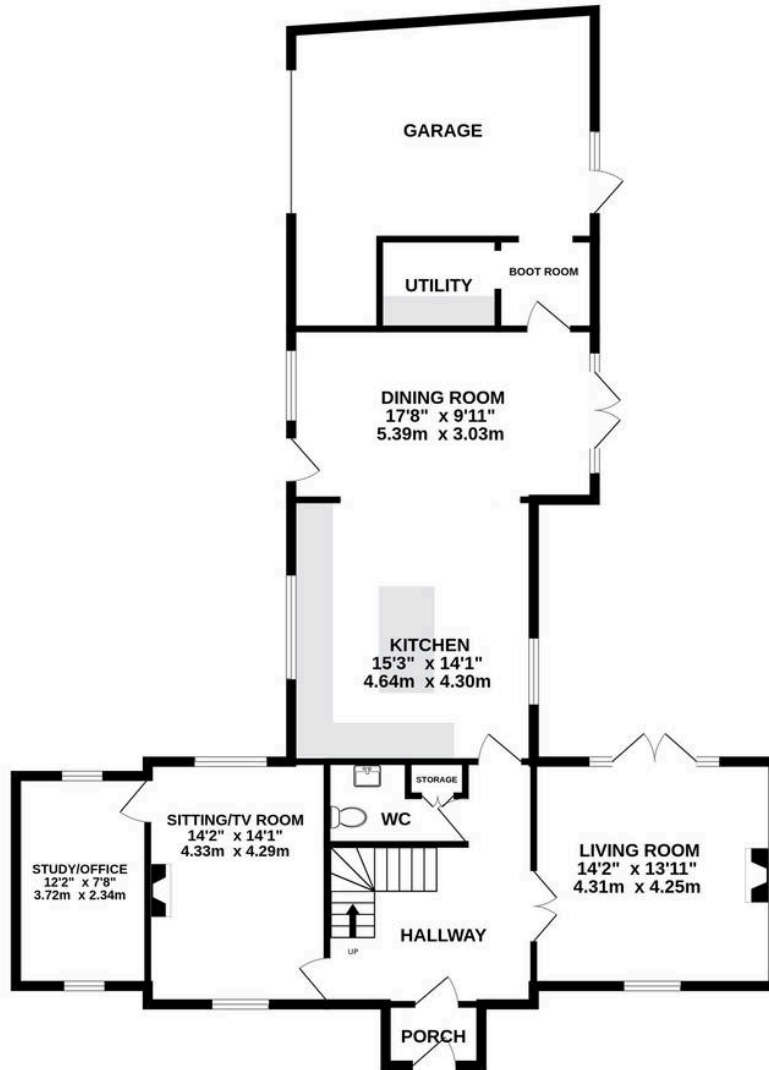 GARAGE
UTILITY
BOOT ROOM
DINING ROOM
17'8" x 9'11"
5.39m x 3.03m
KITCHEN
15'3" x 14'1"
4.64m x 4.30m
STORAGE
WC
SITTING/TV ROOM
14'2" x 14'1"
4.33m x 4.29m
STUDY/OFFICE
12'2" x 7'8"
3.72m x 2.34m
LIVING ROOM
14'2" x 13'11"
4.31m x 4.25m
HALLWAY
UP
PORCH